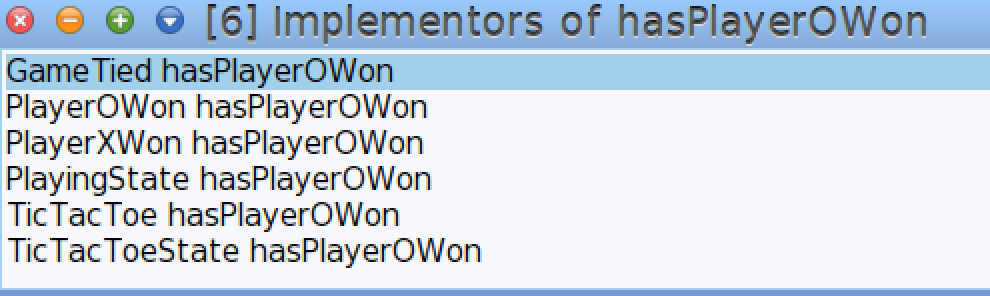 [6] Implementors of hasPlayerOWon
GameTied hasPlayerOWon
PlayerOWon hasPlayerOWon
PlayerXWon hasPlayerOWon
PlayingState hasPlayerOWon
TicTacToe hasPlayerOWon
TicTacToeState hasPlayerOWon